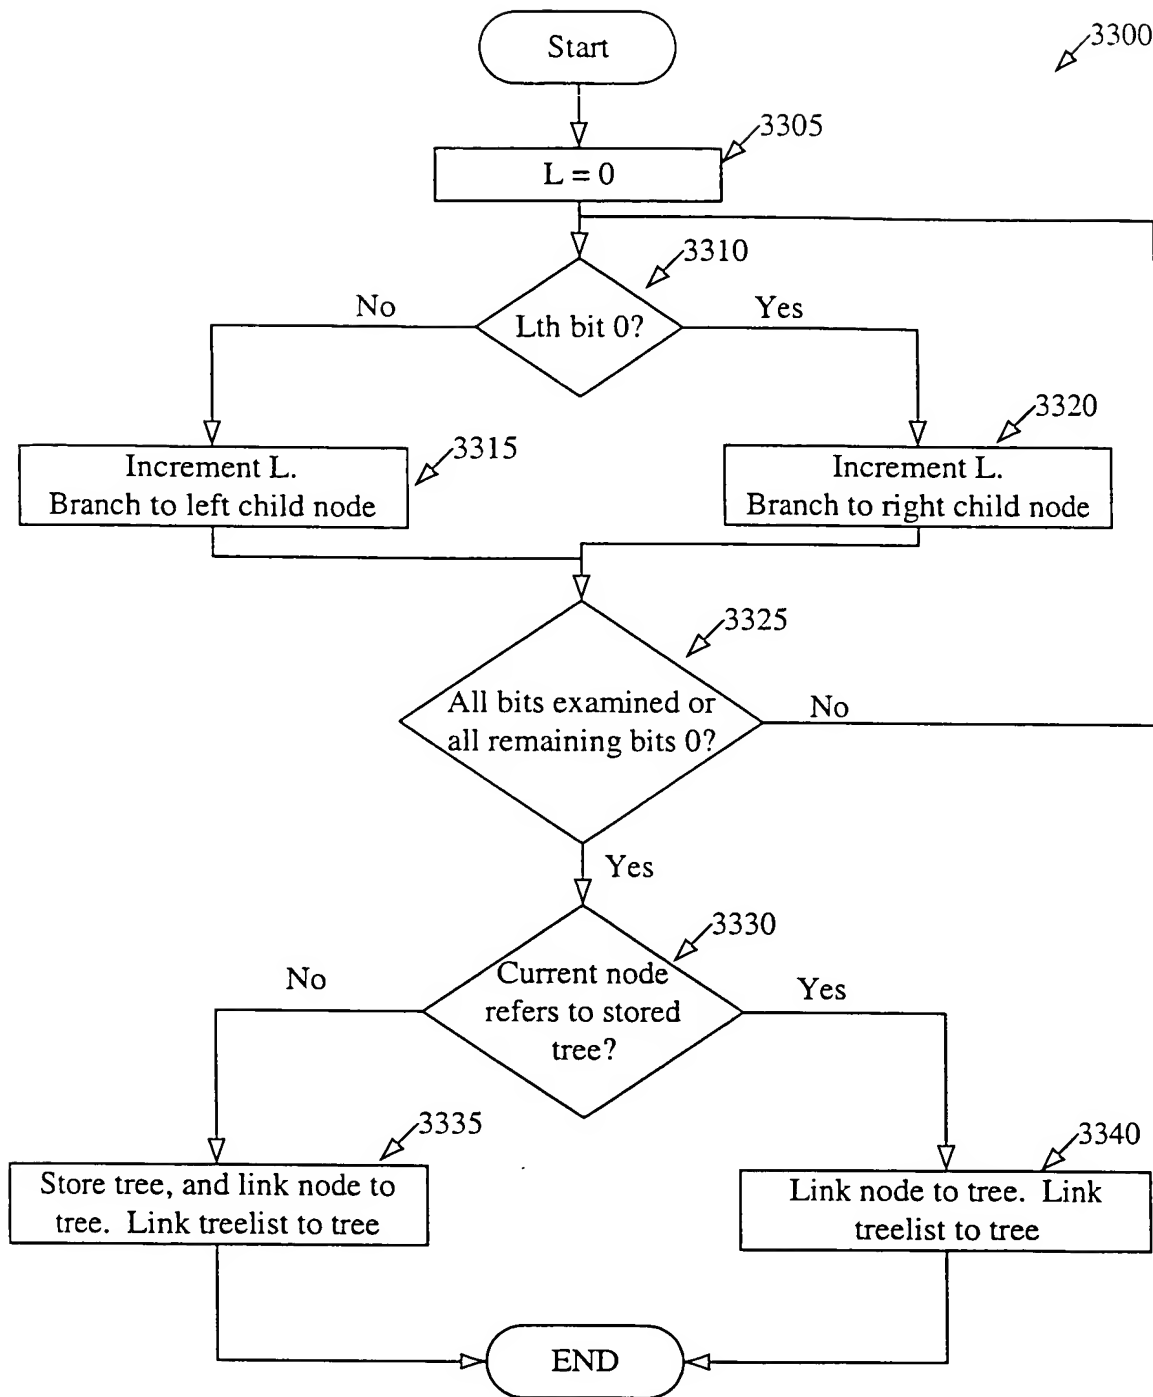 Start
3300
3305
L = 0
3310
No
Lth bit 0?
Yes
3315
3320
Increment L.
Branch to left child node
Increment L.
Branch to right child node
3325
All bits examined or
all remaining bits 0?
No
Yes
3330
No
Current node
refers to stored
tree?
Yes
3335
3340
Store tree, and link node to
tree. Link treelist to tree
Link node to tree. Link
treelist to tree
END